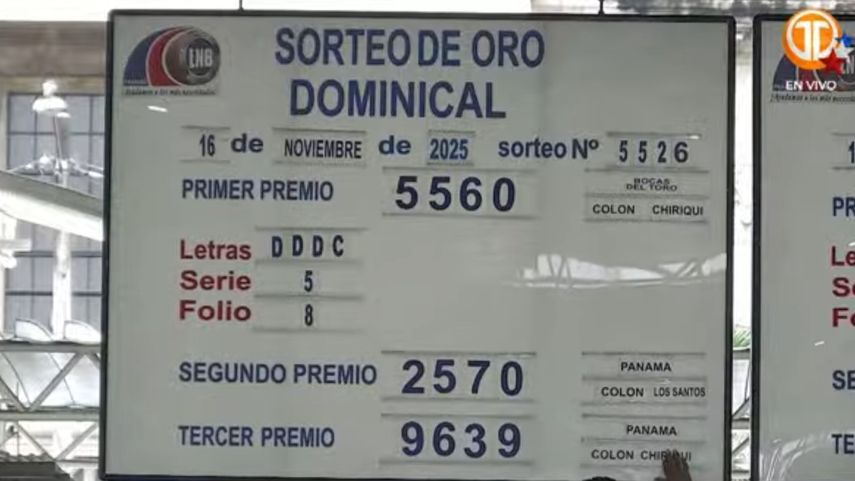 LNB
SORTEO DE ORO
DOMINICAL
EN VIVO
16 de NOVIEMBRE de 2025 sorteo Nº 5526
PRIMER PREMIO 5560 BOCAS DEL TORO
COLON CHIRIQUI
Letras DDDC
Serie 5
Folio 8
SEGUNDO PREMIO 2570 PANAMA
COLON LOS SANTOS
TERCER PREMIO 9639 PANAMA
COLON CHIRIQUI